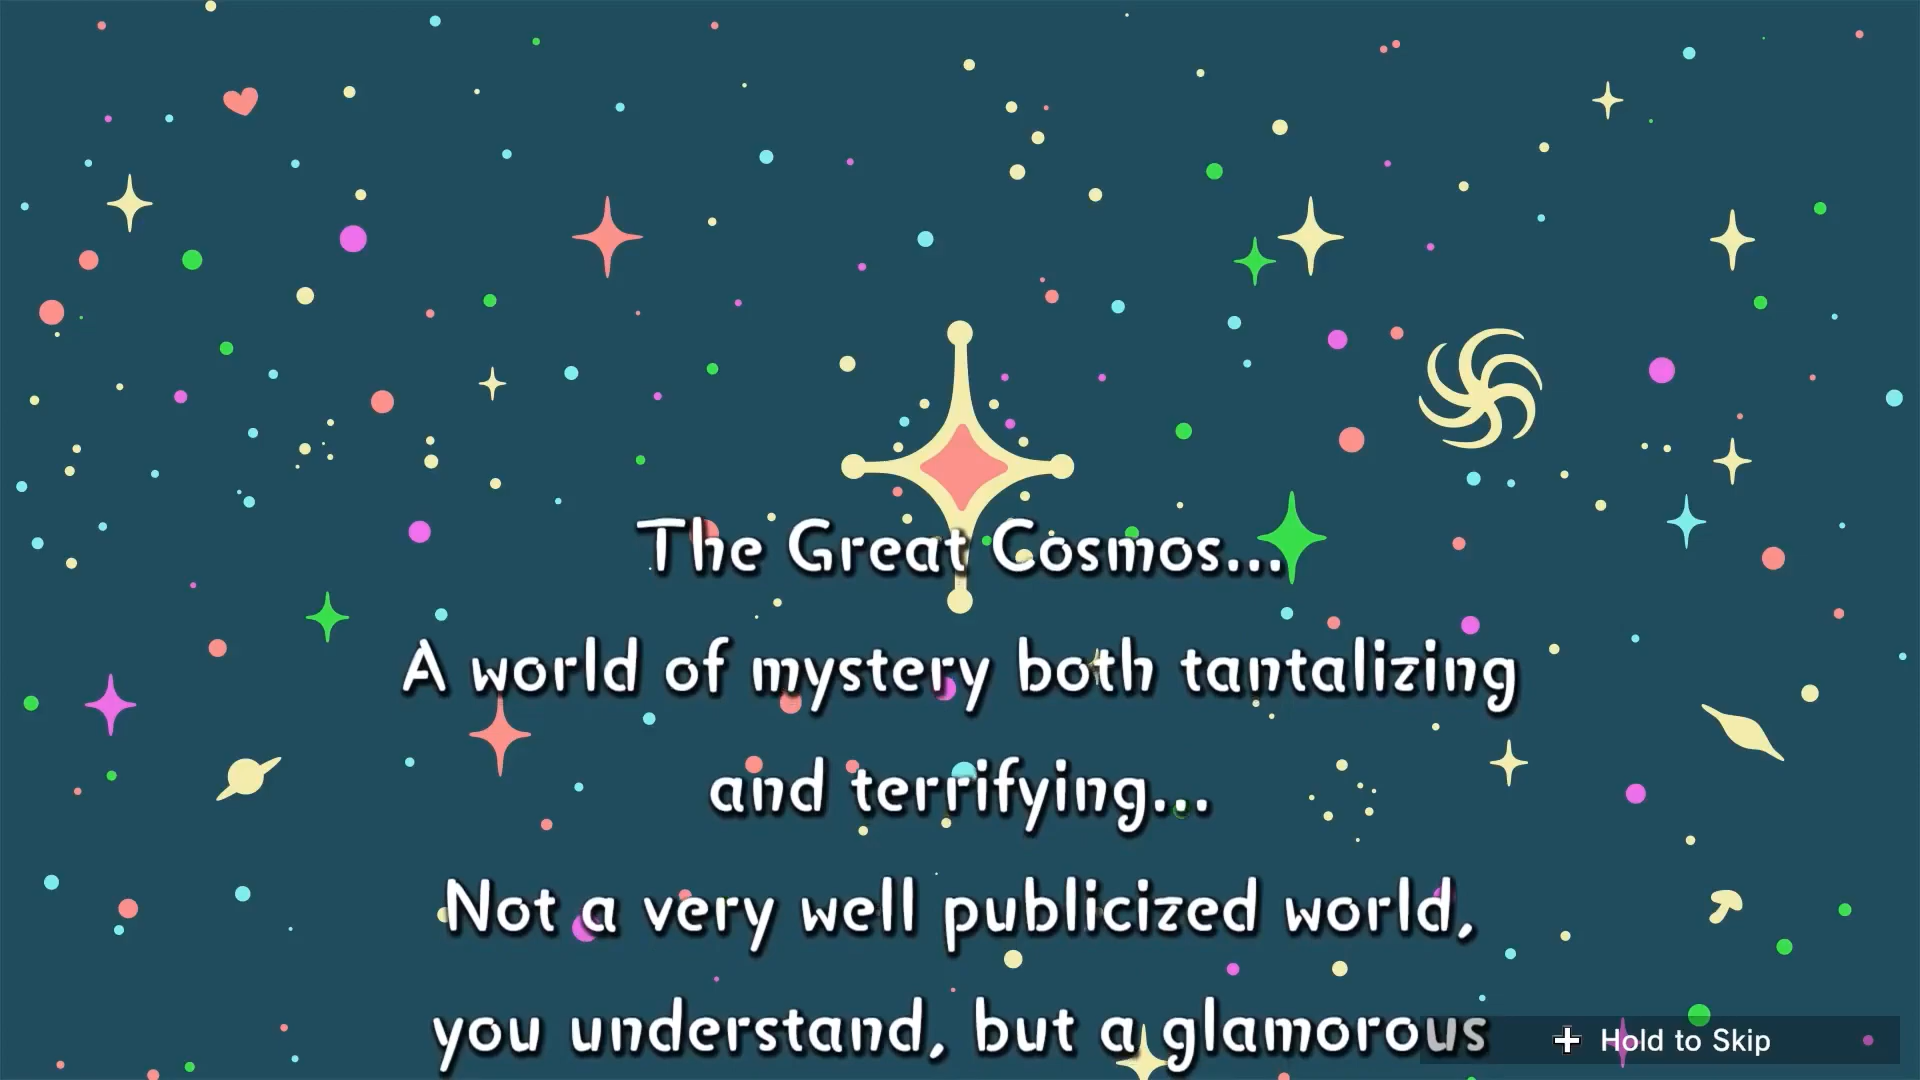 The Great Cosmos...
A world of mystery both tantalizing
and terrifying...
Not a very well publicized world,
you understand, but a glamorous
Hold to Skip